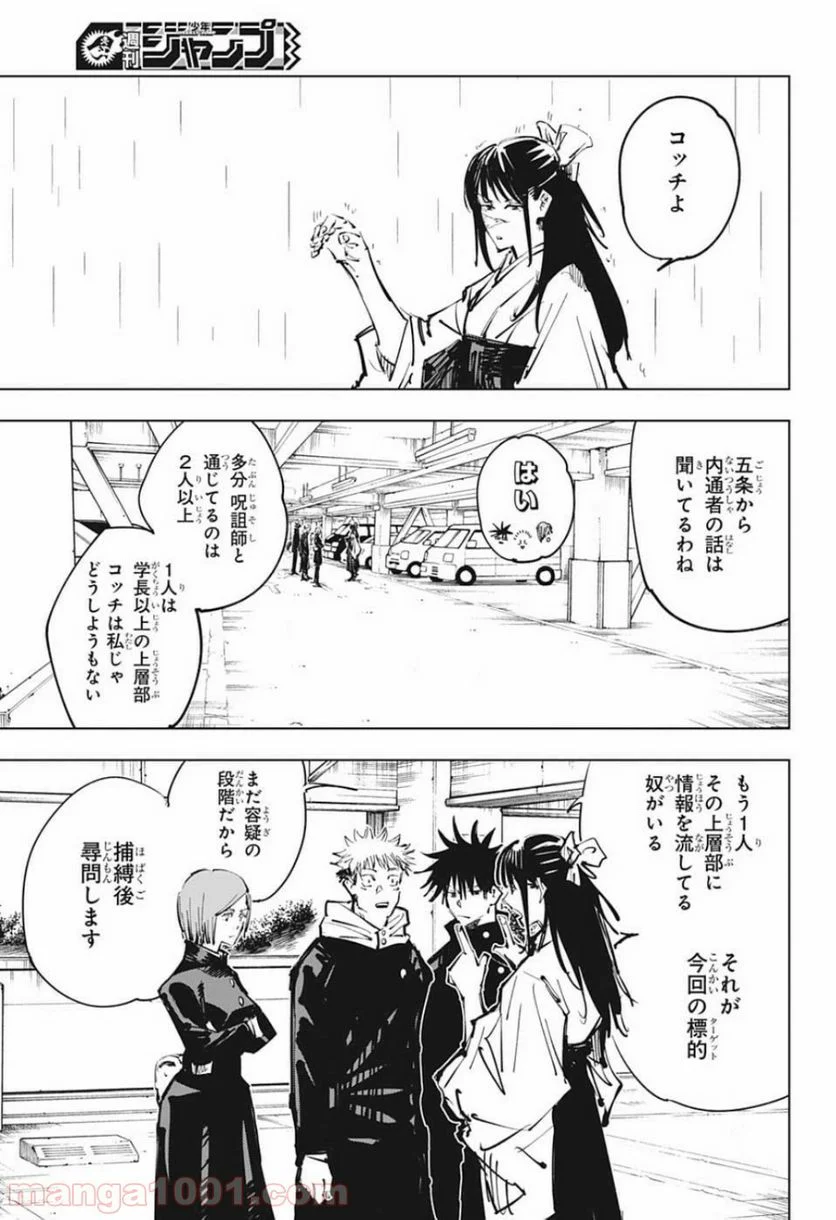 週刊
少年
ジャンプ
コッチよ
五条から
内通者の話は
聞いてるわね
はい
多分 呪詛師と
通じてるのは
2人以上
1人は
学長以上の上層部
コッチは私じゃ
どうしようもない
もう1人
その上層部に
情報を流してる
奴がいる
それが
今回の標的
ターゲット
まだ容疑の
段階だから
捕縛後
尋問します
manga1001.com